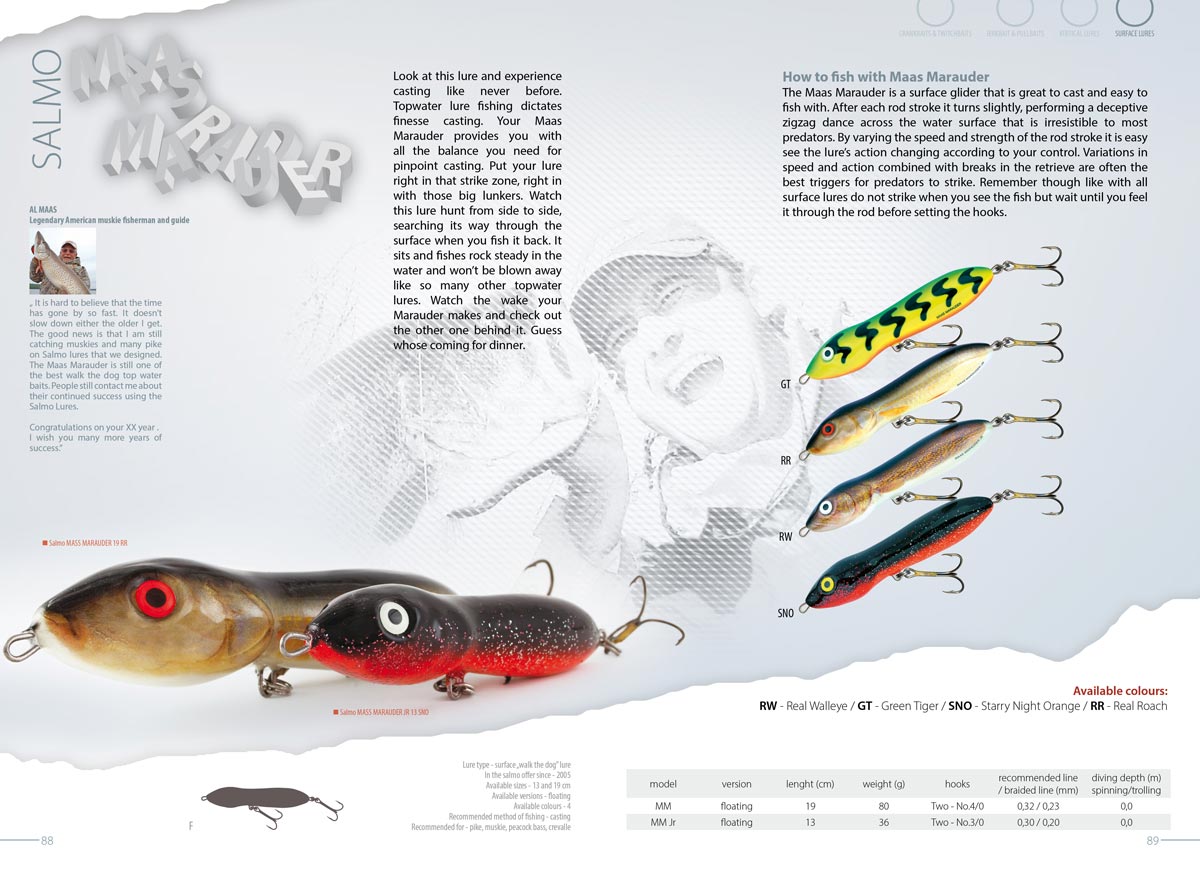 CRANKBAITS & TWITCHBAITS
JERKBAIT & PULLBAITS
VERTICAL LURES
SURFACE LURES
SALMO
MAAS
MARAUDER
AL MAAS
Legendary American muskie fisherman and guide
„ It is hard to believe that the time
has gone by so fast. It doesn't
slow down either the older I get.
The good news is that I am still
catching muskies and many pike
on Salmo lures that we designed.
The Maas Marauder is still one of
the best walk the dog top water
baits. People still contact me about
their continued success using the
Salmo Lures.
Congratulations on your XX year .
I wish you many more years of
success."
Look at this lure and experience
casting like never before.
Topwater lure fishing dictates
finesse casting. Your Maas
Marauder provides you with
all the balance you need for
pinpoint casting. Put your lure
right in that strike zone, right in
with those big lunkers. Watch
this lure hunt from side to side,
searching its way through the
surface when you fish it back. It
sits and fishes rock steady in the
water and won't be blown away
like so many other topwater
lures. Watch the wake your
Marauder makes and check out
the other one behind it. Guess
whose coming for dinner.
How to fish with Maas Marauder
The Maas Marauder is a surface glider that is great to cast and easy to
fish with. After each rod stroke it turns slightly, performing a deceptive
zigzag dance across the water surface that is irresistible to most
predators. By varying the speed and strength of the rod stroke it is easy
see the lure's action changing according to your control. Variations in
speed and action combined with breaks in the retrieve are often the
best triggers for predators to strike. Remember though like with all
surface lures do not strike when you see the fish but wait until you feel
it through the rod before setting the hooks.
GT
RR
RW
SNO
Salmo MASS MARAUDER 19 RR
Salmo MASS MARAUDER JR 13 SNO
Available colours:
RW - Real Walleye / GT - Green Tiger / SNO - Starry Night Orange / RR - Real Roach
F
Lure type - surface „walk the dog" lure
In the salmo offer since - 2005
Available sizes - 13 and 19 cm
Available versions - floating
Available colours - 4
Recommended method of fishing - casting
Recommended for - pike, muskie, peacock bass, crevalle
model version lenght (cm) weight (g) hooks recommended line / braided line (mm) diving depth (m) spinning/trolling
MM floating 19 80 Two - No.4/0 0,32 / 0,23 0,0
MM Jr floating 13 36 Two - No.3/0 0,30 / 0,20 0,0
88
89